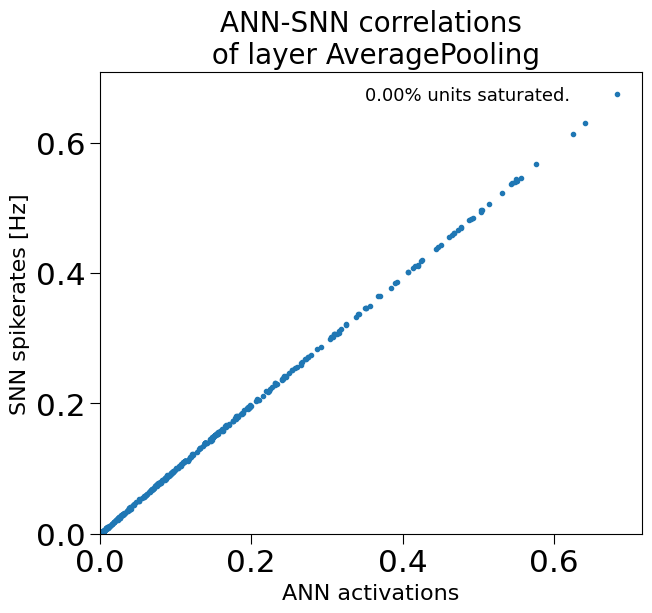 ANN-SNN correlations
of layer AveragePooling
0.00% units saturated.
SNN spikerates [Hz]
0.6
0.4
0.2
0.0
0.0 0.2 0.4 0.6
ANN activations